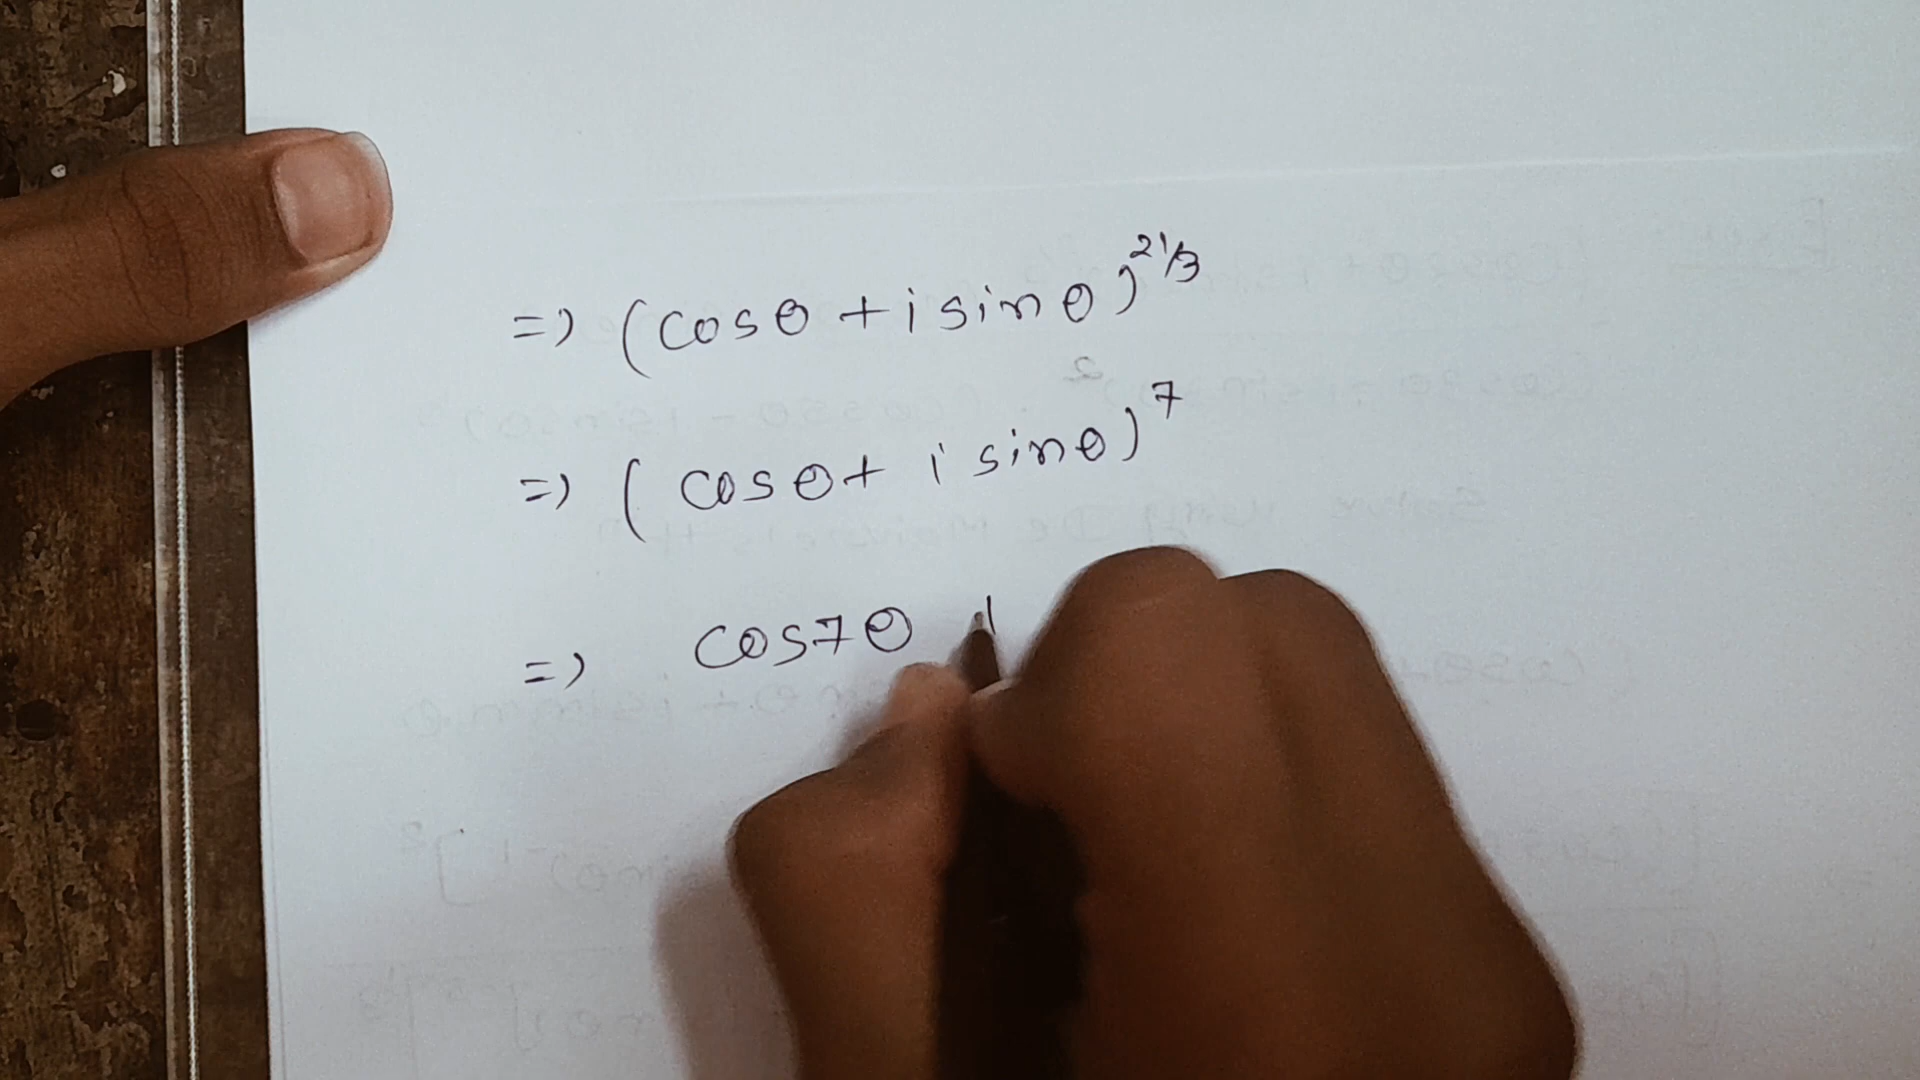 => (cosθ + i sinθ)^21/3
=> (cosθ + i sinθ)^7
=> cos7θ +